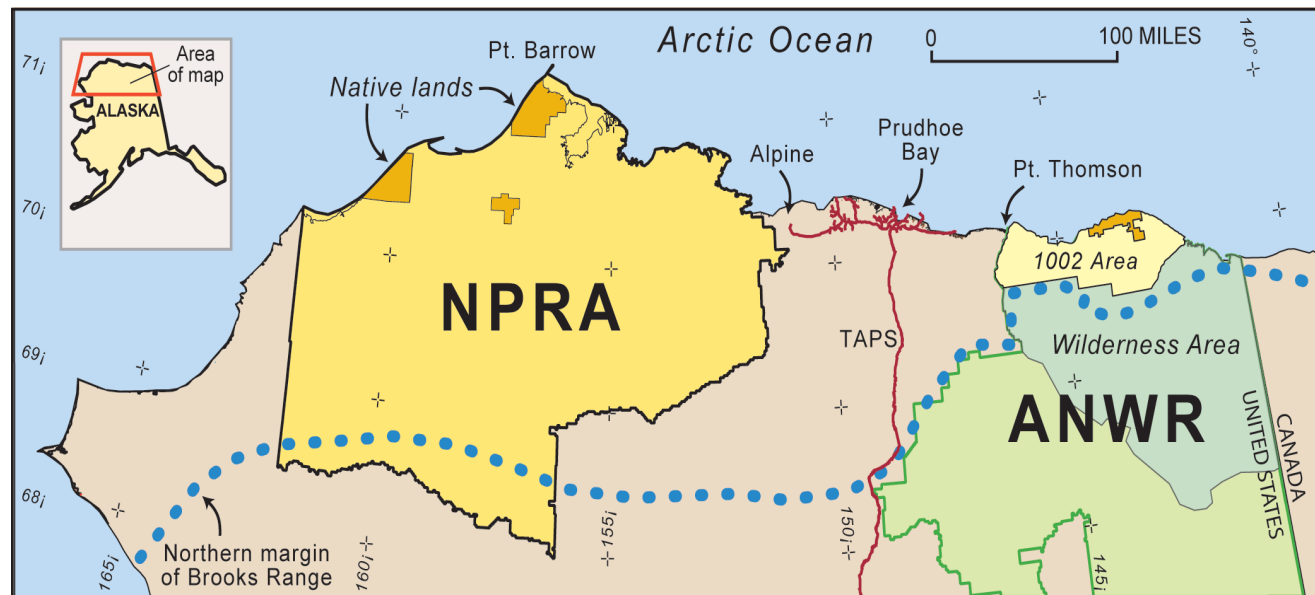 Area
of map
ALASKA
Pt. Barrow
Native lands
Arctic Ocean
0
100 MILES
140°
71¡
70¡
69¡
68¡
Alpine
Prudhoe
Bay
Pt. Thomson
1002 Area
NPRA
TAPS
Wilderness Area
ANWR
UNITED STATES
CANADA
Northern margin
of Brooks Range
165¡
160¡
155¡
150¡
145¡